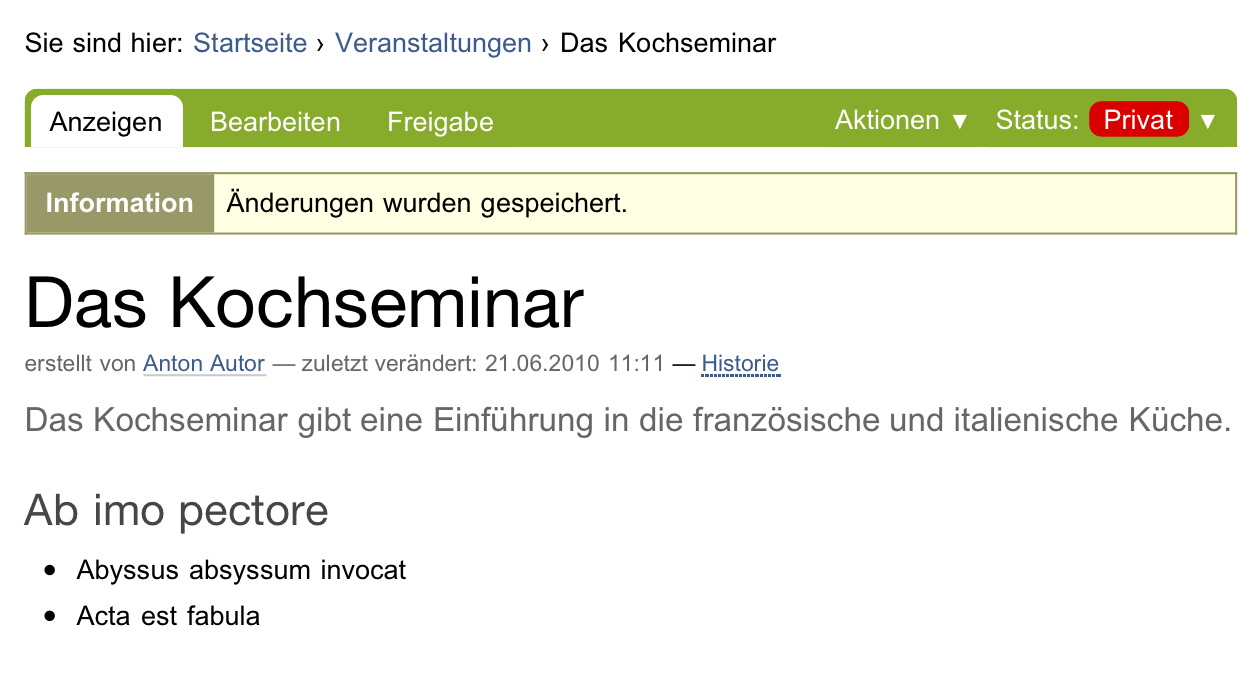 Sie sind hier: Startseite › Veranstaltungen › Das Kochseminar
Anzeigen Bearbeiten Freigabe Aktionen ▼ Status: Privat ▼
Information Änderungen wurden gespeichert.
Das Kochseminar
erstellt von Anton Autor — zuletzt verändert: 21.06.2010 11:11 — Historie
Das Kochseminar gibt eine Einführung in die französische und italienische Küche.
Ab imo pectore
• Abyssus absyssum invocat
• Acta est fabula